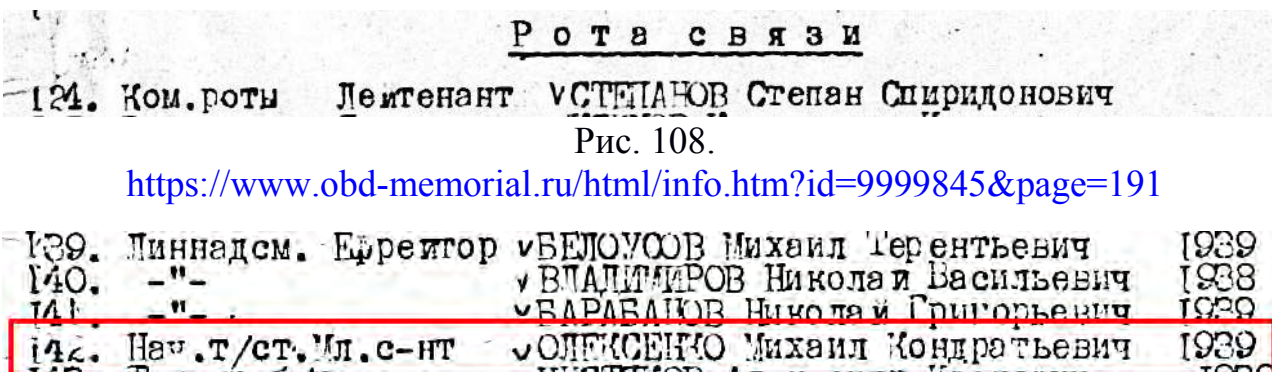 Рота связи
124. Ком.роты Лейтенант СТЕПАНОВ Степан Спиридонович
Рис. 108.
https://www.obd-memorial.ru/html/info.htm?id=9999845&page=191
139. Линнадсм. Ефрейтор БЕЛОУСОВ Михаил Терентьевич 1939
140. -"- ВЛАДИМИРОВ Николай Васильевич 1938
141. -"- БАРАБАНОВ Николай Григорьевич 1939
142. Нач.т/ст.Мл.с-нт ОЛЕКСЕНКО Михаил Кондратьевич 1939